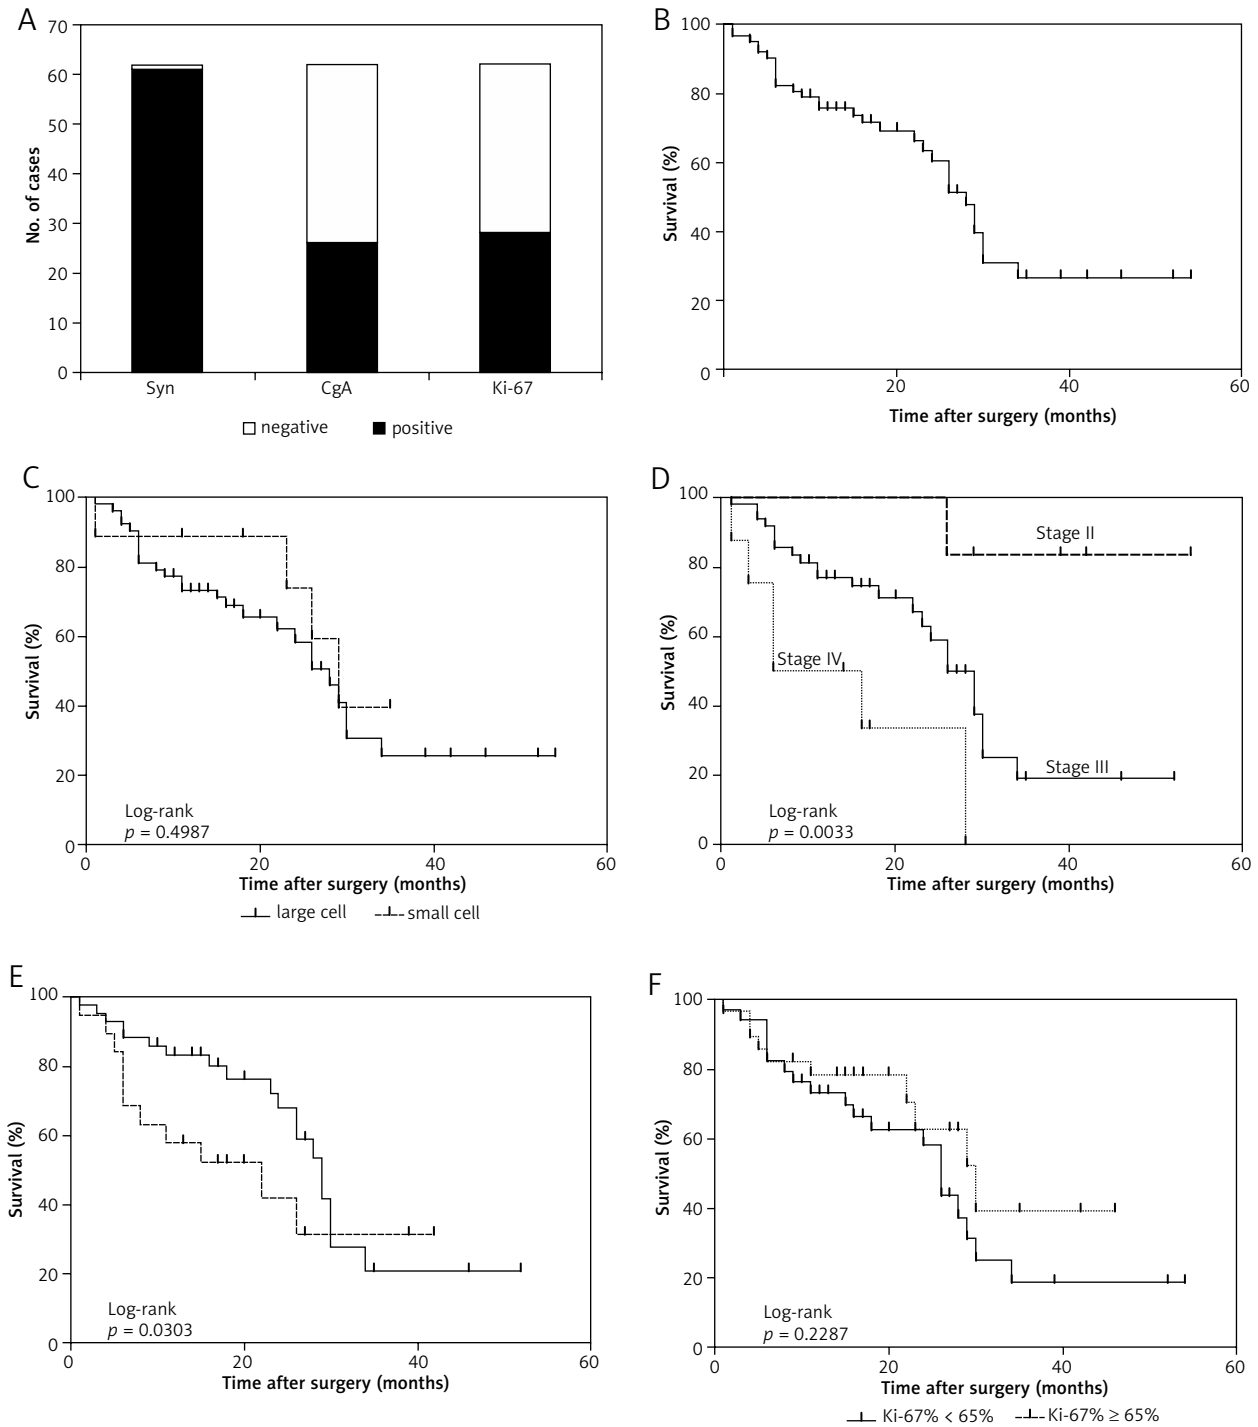 A
70
60
50
40
30
20
10
0
No. of cases
Syn CgA Ki-67
negative positive
B
100
80
60
40
20
0
Survival (%)
20 40 60
Time after surgery (months)
C
100
80
60
40
20
0
Survival (%)
Log-rank
p = 0.4987
0 20 40 60
Time after surgery (months)
large cell small cell
D
100
80
60
40
20
0
Survival (%)
Stage II
Stage IV
Stage III
Log-rank
p = 0.0033
0 20 40 60
Time after surgery (months)
E
100
80
60
40
20
0
Survival (%)
Log-rank
p = 0.0303
0 20 40 60
Time after surgery (months)
F
100
80
60
40
20
0
Survival (%)
Log-rank
p = 0.2287
0 20 40 60
Time after surgery (months)
Ki-67% < 65% Ki-67% ≥ 65%